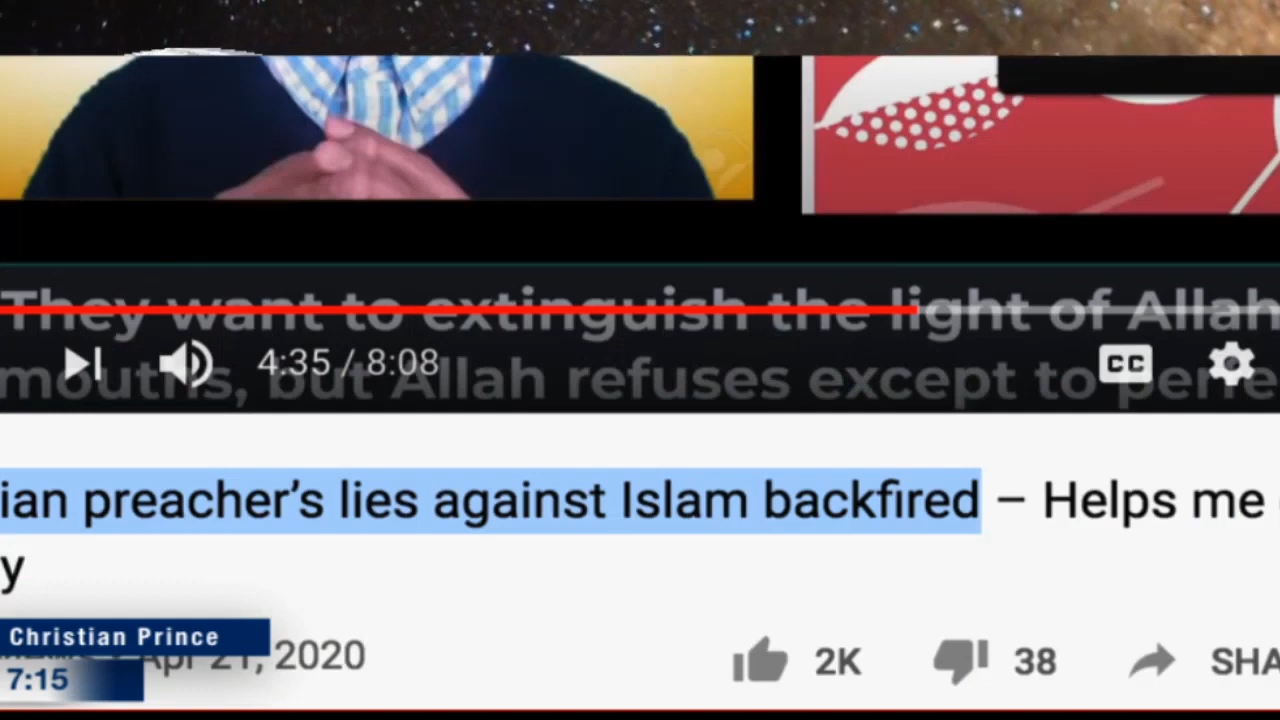 They want to extinguish the light of Allah
mouths, but Allah refuses except to
4:35 / 8:08
CC
ian preacher's lies against Islam backfired – Helps me
y
Christian Prince
Apr 21, 2020
7:15
2K
38
SHA